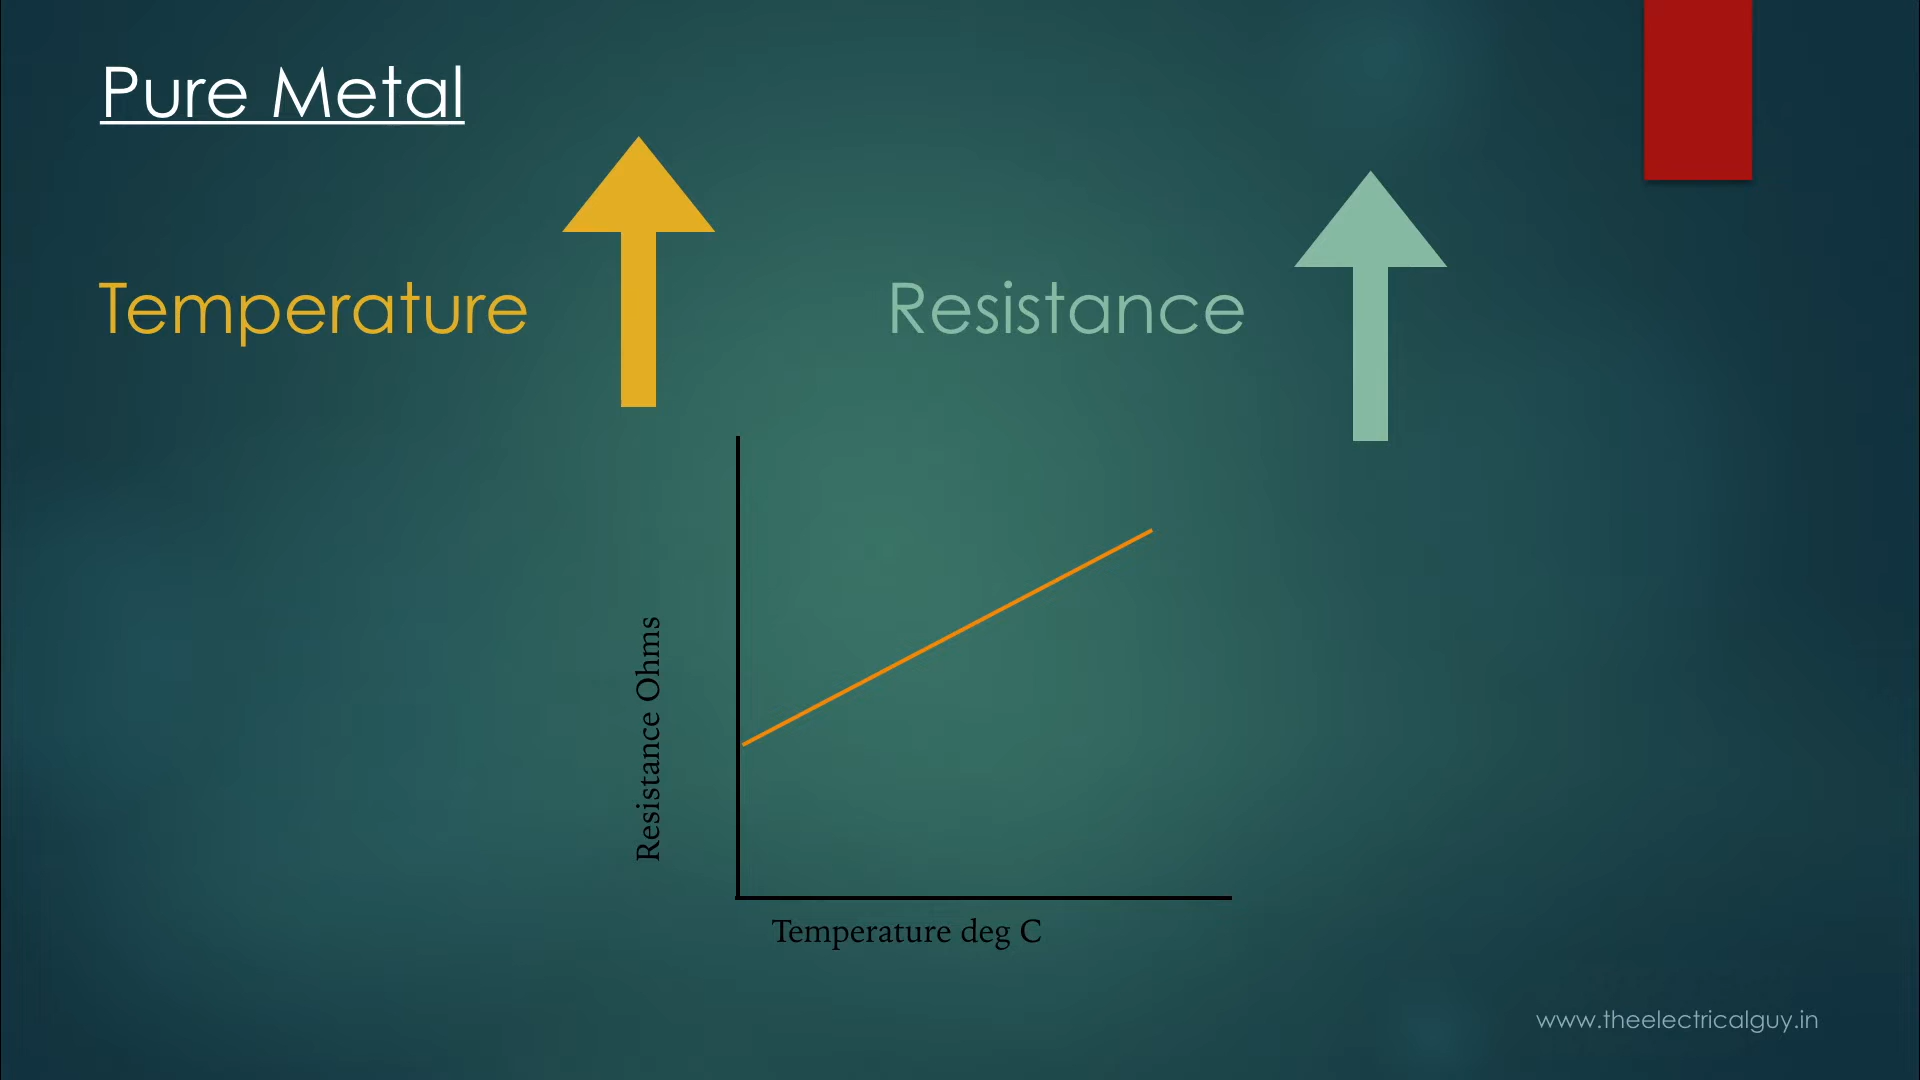 Pure Metal
Temperature
Resistance
Resistance Ohms
Temperature deg C
www.theelectricalguy.in